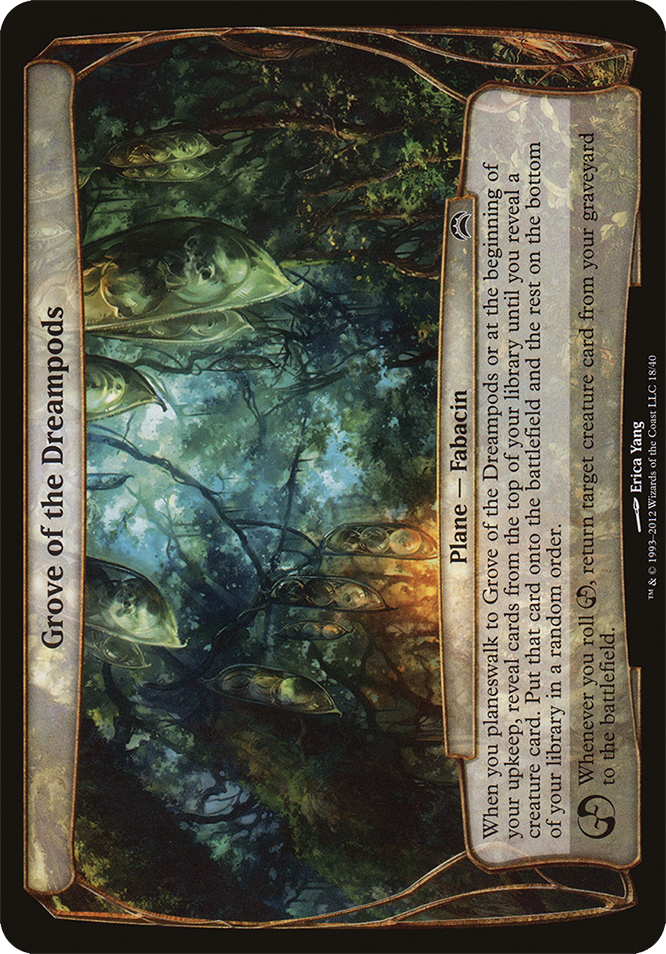 Grove of the Dreampods
Plane — Fabacin
When you planeswalk to Grove of the Dreampods or at the beginning of
your upkeep, reveal cards from the top of your library until you reveal a
creature card. Put that card onto the battlefield and the rest on the bottom
of your library in a random order.
Whenever you roll , return target creature card from your graveyard
to the battlefield.
Erica Yang
™ & © 1993–2012 Wizards of the Coast LLC 18/40